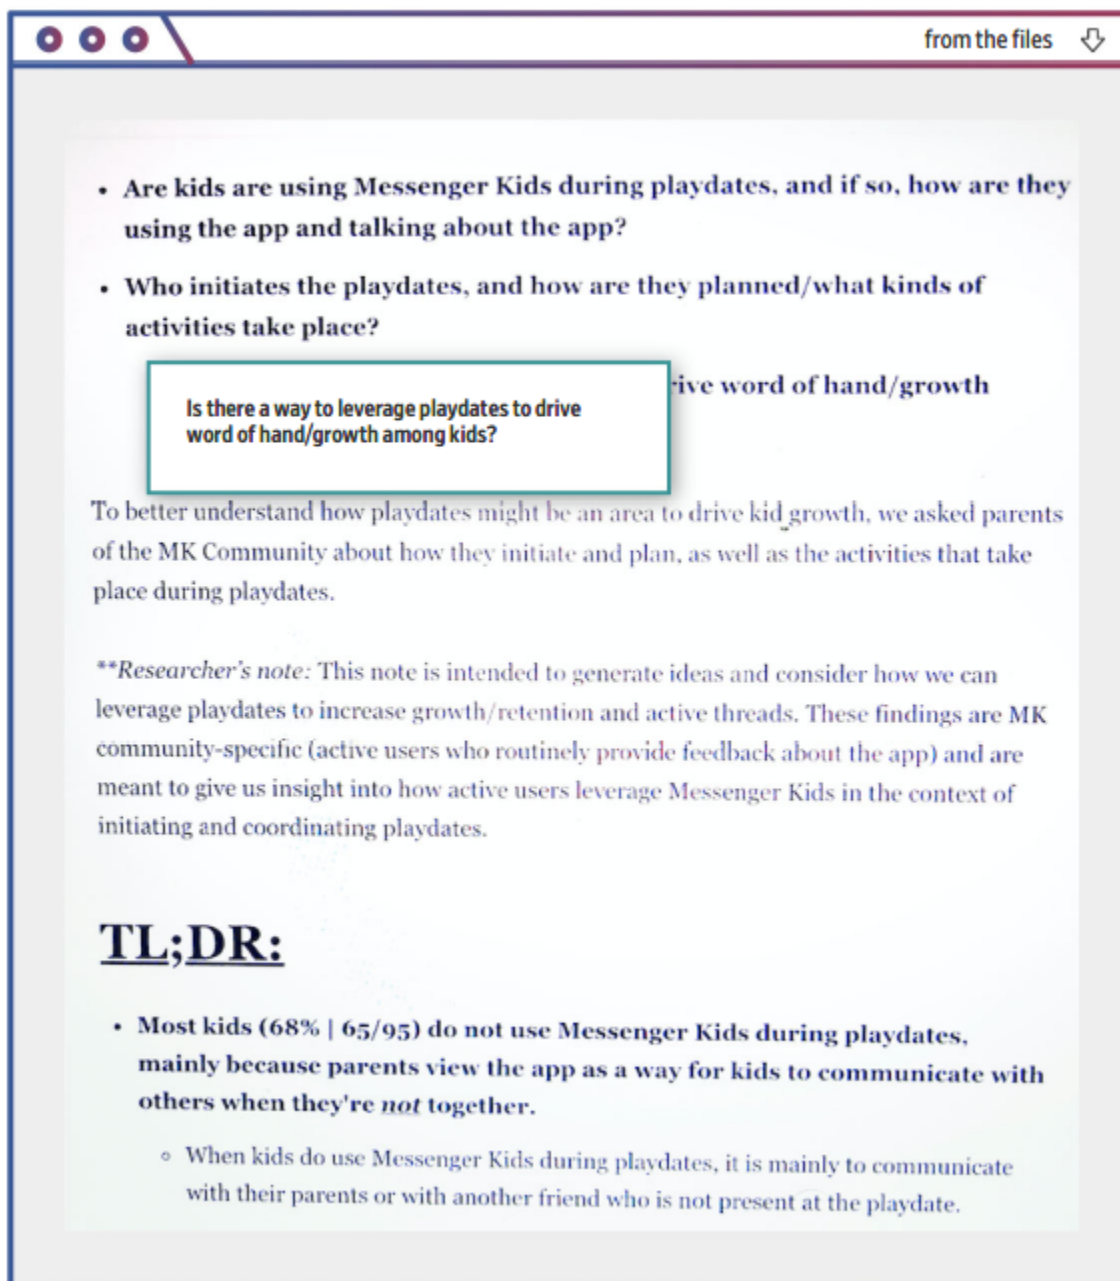 from the files
• Are kids are using Messenger Kids during playdates, and if so, how are they
using the app and talking about the app?
• Who initiates the playdates, and how are they planned/what kinds of
activities take place?
rive word of hand/growth
Is there a way to leverage playdates to drive
word of hand/growth among kids?
To better understand how playdates might be an area to drive kid growth, we asked parents
of the MK Community about how they initiate and plan, as well as the activities that take
place during playdates.
**Researcher's note: This note is intended to generate ideas and consider how we can
leverage playdates to increase growth/retention and active threads. These findings are MK
community-specific (active users who routinely provide feedback about the app) and are
meant to give us insight into how active users leverage Messenger Kids in the context of
initiating and coordinating playdates.
TL;DR:
• Most kids (68% | 65/95) do not use Messenger Kids during playdates,
mainly because parents view the app as a way for kids to communicate with
others when they're not together.
◦ When kids do use Messenger Kids during playdates, it is mainly to communicate
with their parents or with another friend who is not present at the playdate.